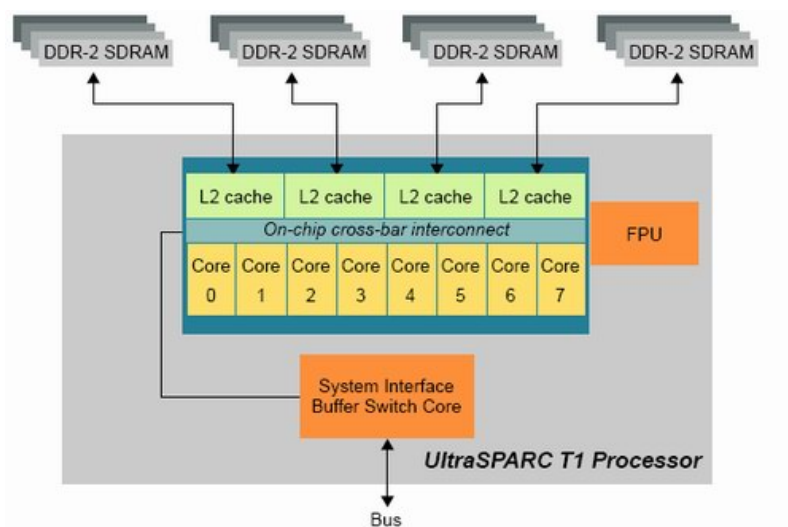 DDR-2 SDRAM
DDR-2 SDRAM
DDR-2 SDRAM
DDR-2 SDRAM
L2 cache
L2 cache
L2 cache
L2 cache
On-chip cross-bar interconnect
FPU
Core
0
Core
1
Core
2
Core
3
Core
4
Core
5
Core
6
Core
7
System Interface
Buffer Switch Core
UltraSPARC T1 Processor
Bus